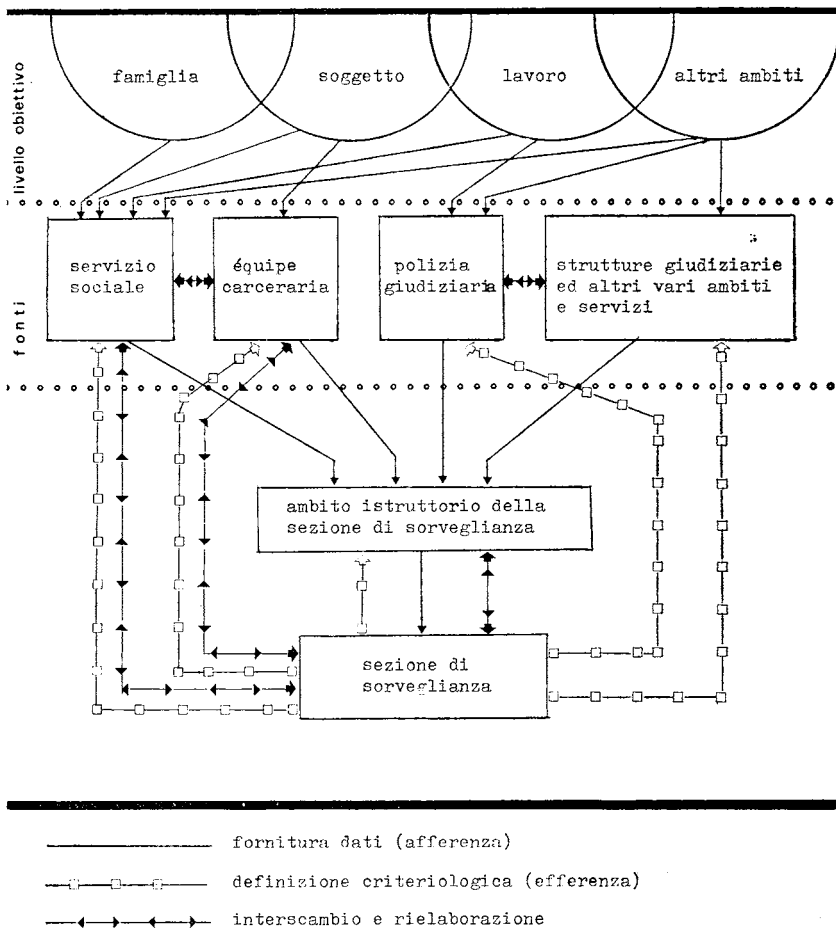 livello obiettivo
famiglia
soggetto
lavoro
altri ambiti
fonti
servizio
sociale
équipe
carceraria
polizia
giudiziaria
strutture giudiziarie
ed altri vari ambiti
e servizi
ambito istruttorio della
sezione di sorveglianza
sezione di
sorveglianza
fornitura dati (afferenza)
definizione criteriologica (efferenza)
interscambio e rielaborazione